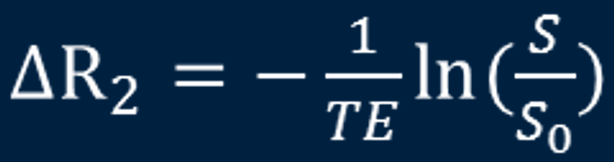 ΔR₂ = −1/TE ln(S/S₀)